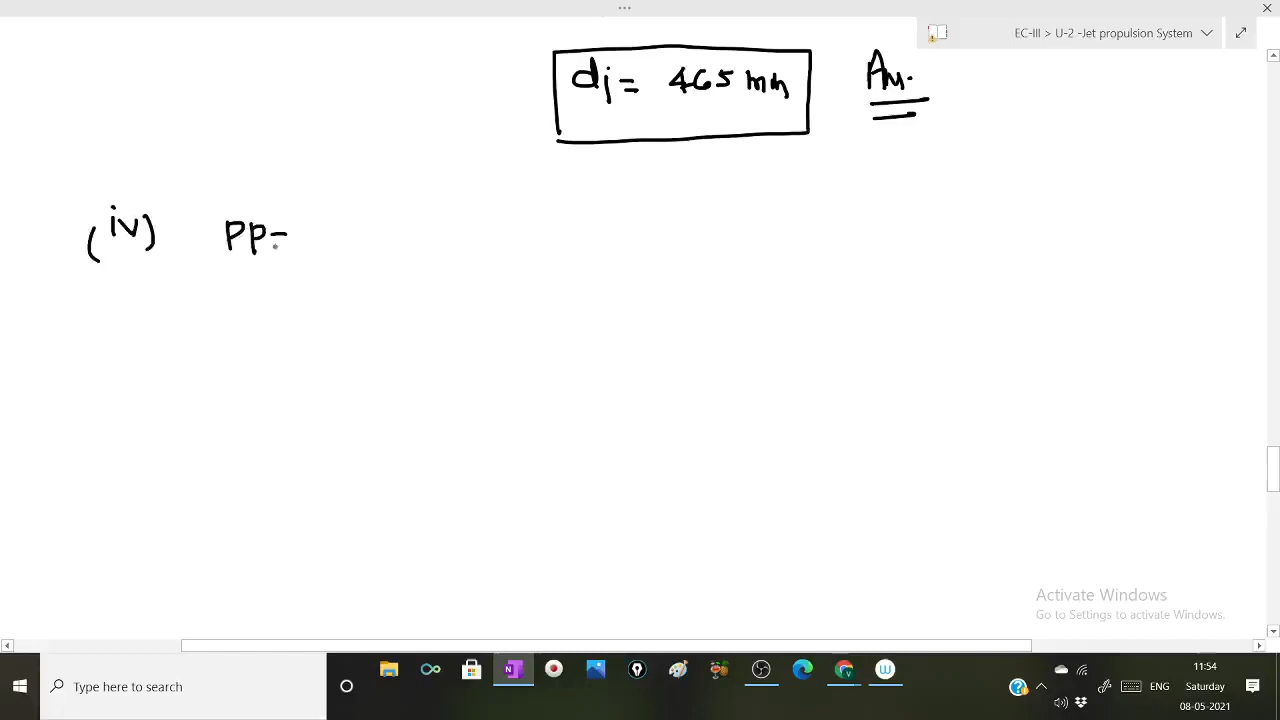 EC-III > U-2 -Jet propulsion System
dj = 465 mm Ans.
(iv) PP=
Activate Windows
Go to Settings to activate Windows.
Type here to search
ENG
11:54
Saturday
08-05-2021